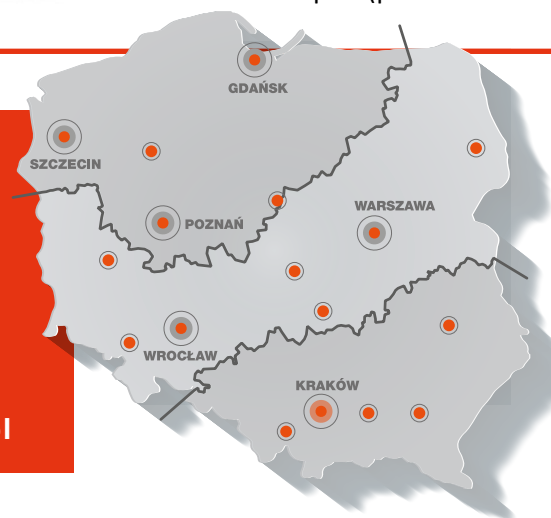 GDAŃSK
SZCZECIN
WARSZAWA
POZNAŃ
WROCŁAW
KRAKÓW